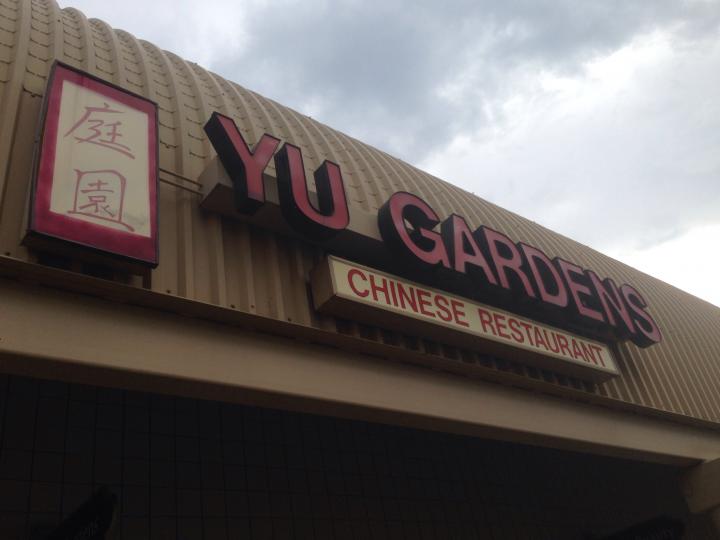 庭
園
YU GARDENS
CHINESE RESTAURANT